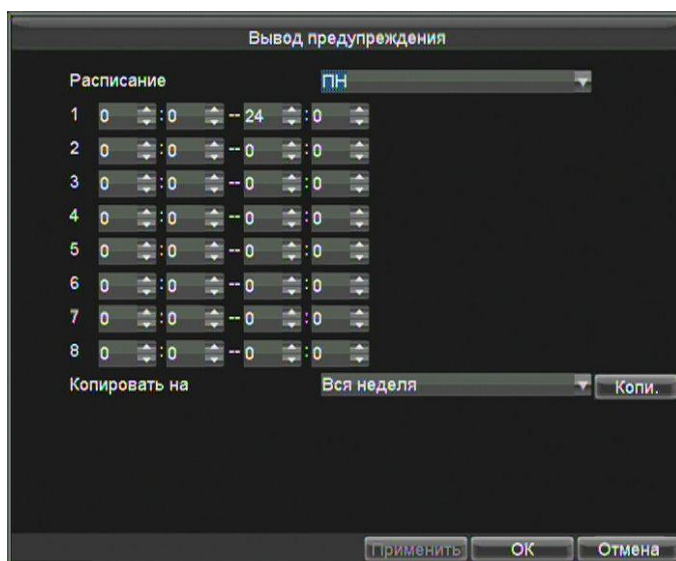 Вывод предупреждения
Расписание ПН
1 0 : 0 -- 24 : 0
2 0 : 0 -- 0 : 0
3 0 : 0 -- 0 : 0
4 0 : 0 -- 0 : 0
5 0 : 0 -- 0 : 0
6 0 : 0 -- 0 : 0
7 0 : 0 -- 0 : 0
8 0 : 0 -- 0 : 0
Копировать на Вся неделя Копи.
Применить ОК Отмена